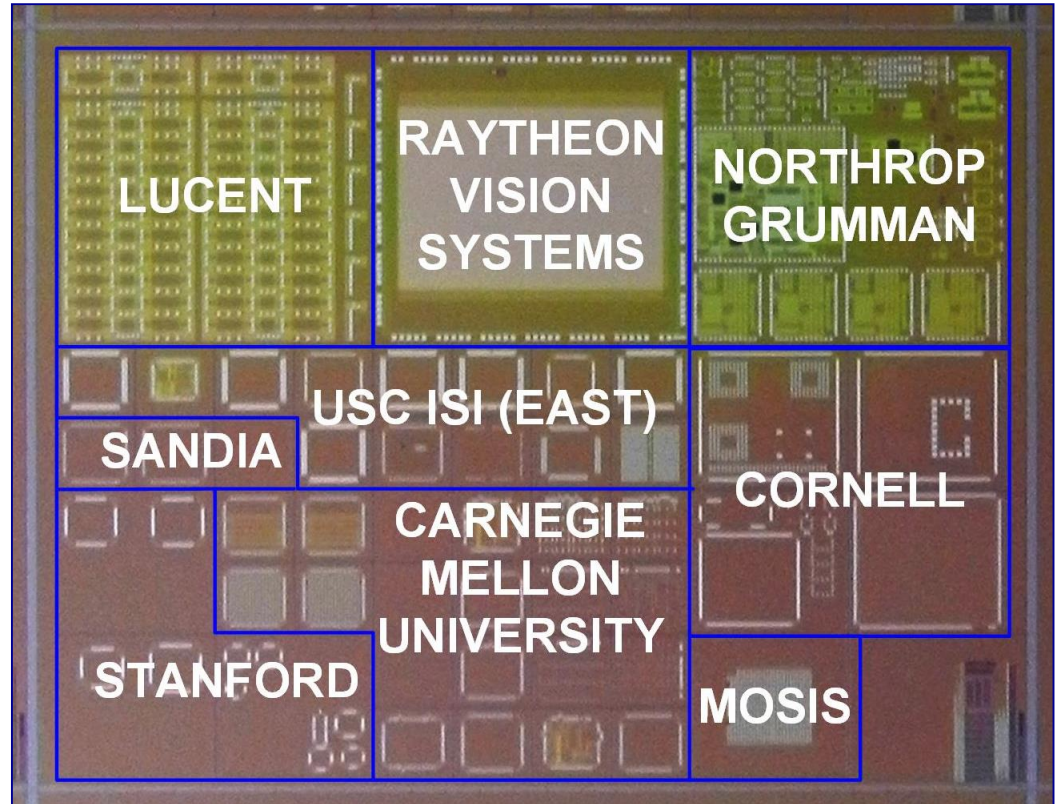 LUCENT
RAYTHEON
VISION
SYSTEMS
NORTHROP
GRUMMAN
USC ISI (EAST)
SANDIA
CORNELL
CARNEGIE
MELLON
UNIVERSITY
STANFORD
MOSIS